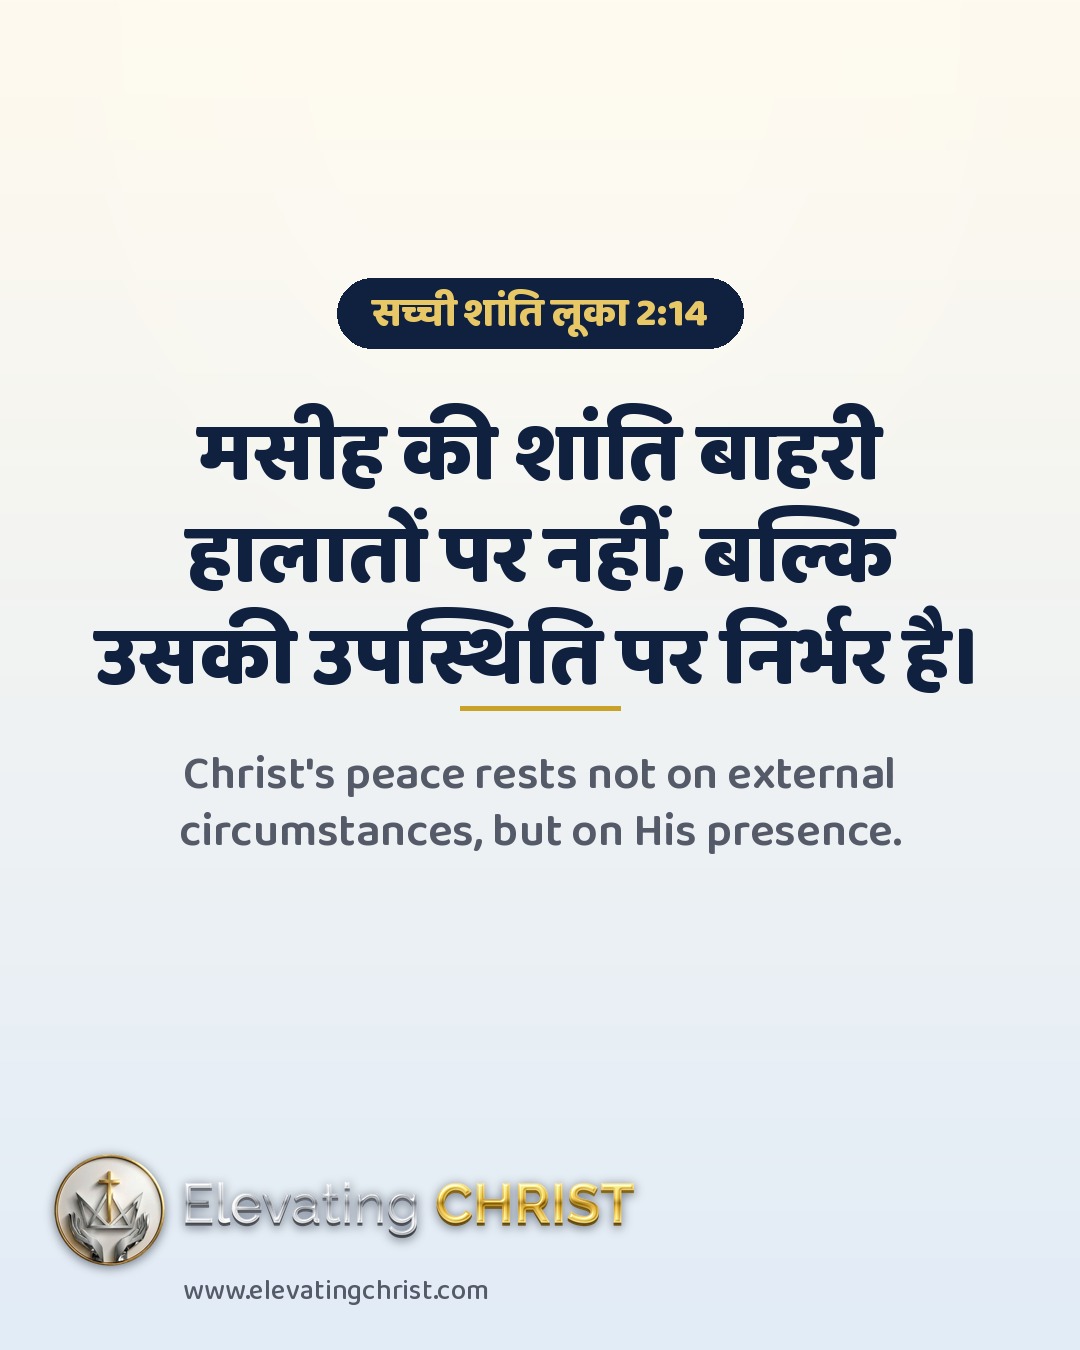 सच्ची शांति लूका 2:14
मसीह की शांति बाहरी
हालातों पर नहीं, बल्कि
उसकी उपस्थिति पर निर्भर है।
Christ's peace rests not on external
circumstances, but on His presence.
Elevating CHRIST
www.elevatingchrist.com